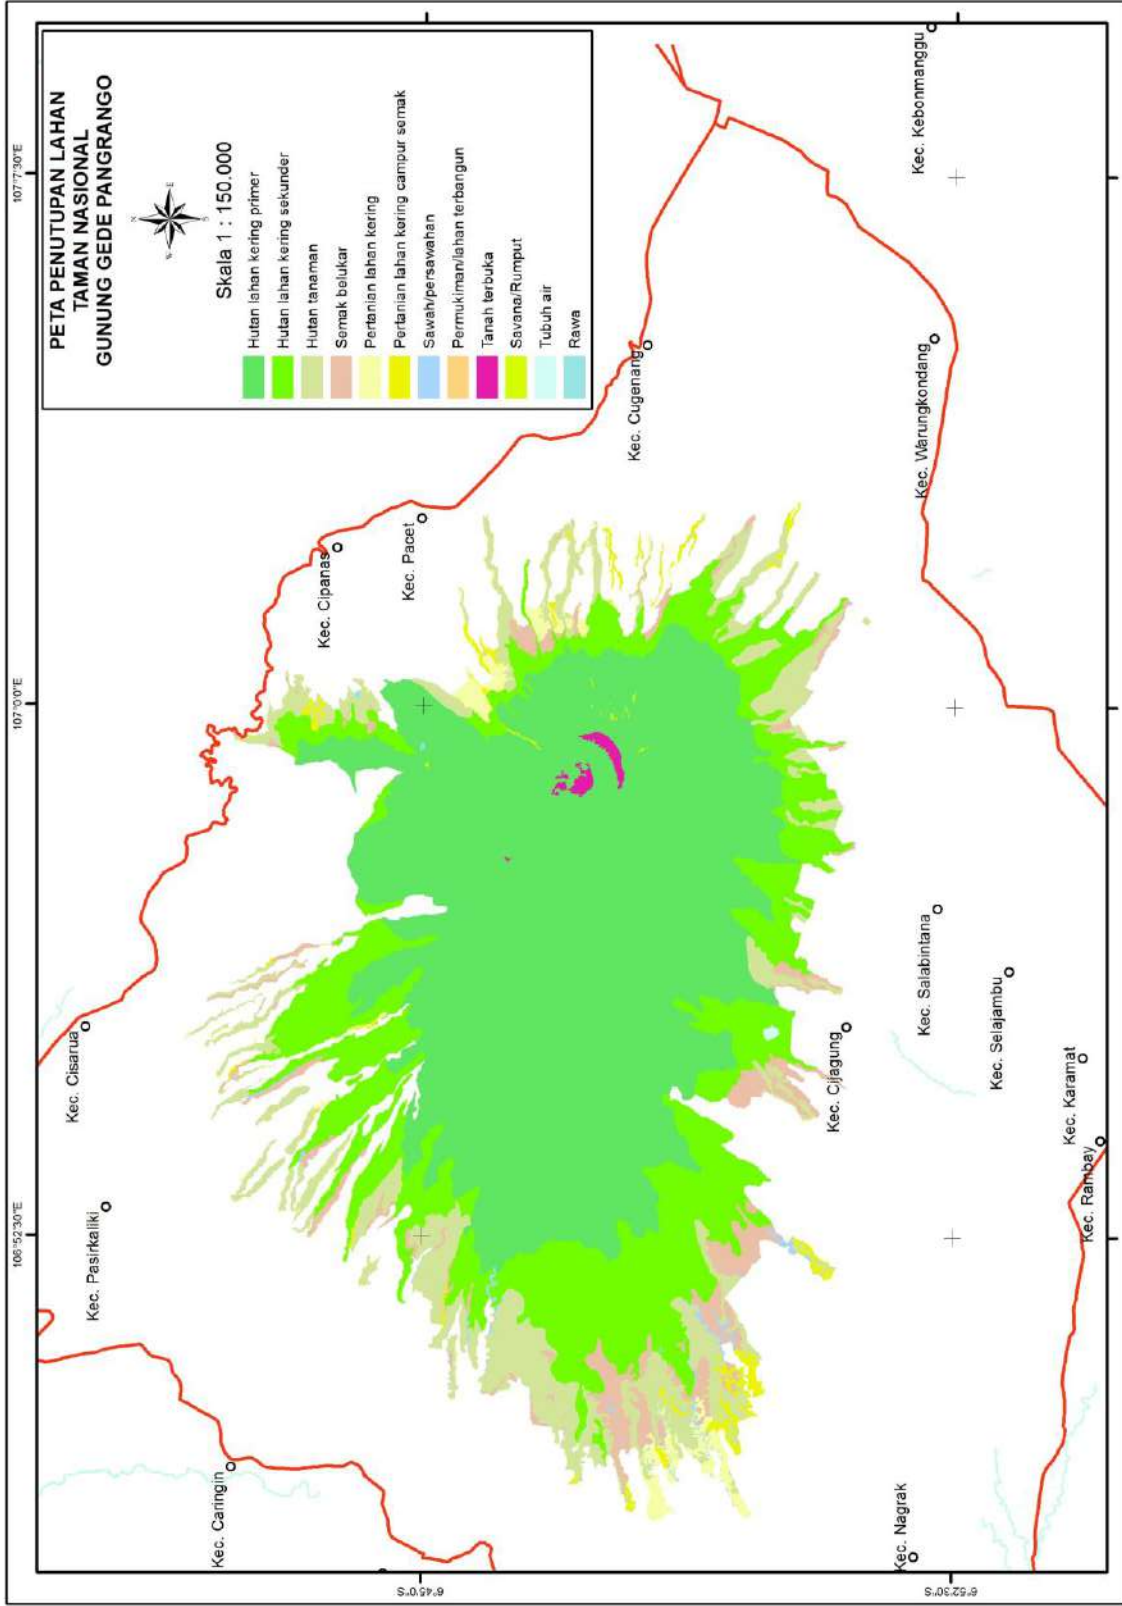 PETA PENUTUPAN LAHAN
TAMAN NASIONAL
GUNUNG GEDE PANGRANGO
N
E
S
W
Skala 1 : 150.000
Hutan lahan kering primer
Hutan lahan kering sekunder
Hutan tanaman
Semak belukar
Pertanian lahan kering
Pertanian lahan kering campur semak
Sawah/persawahan
Permukiman/lahan terbangun
Tanah terbuka
Savana/Rumput
Tubuh air
Rawa
106°52'30"E
107°0'0"E
107°7'30"E
6°45'0"S
6°52'30"S
Kec. Cisarua
Kec. Pasirkaliki
Kec. Caringin
Kec. Cipanas
Kec. Pacet
Kec. Cugenang
Kec. Kebonmanggu
Kec. Warungkondang
Kec. Salabintana
Kec. Selajambu
Kec. Cijagung
Kec. Karamat
Kec. Rambay
Kec. Nagrak